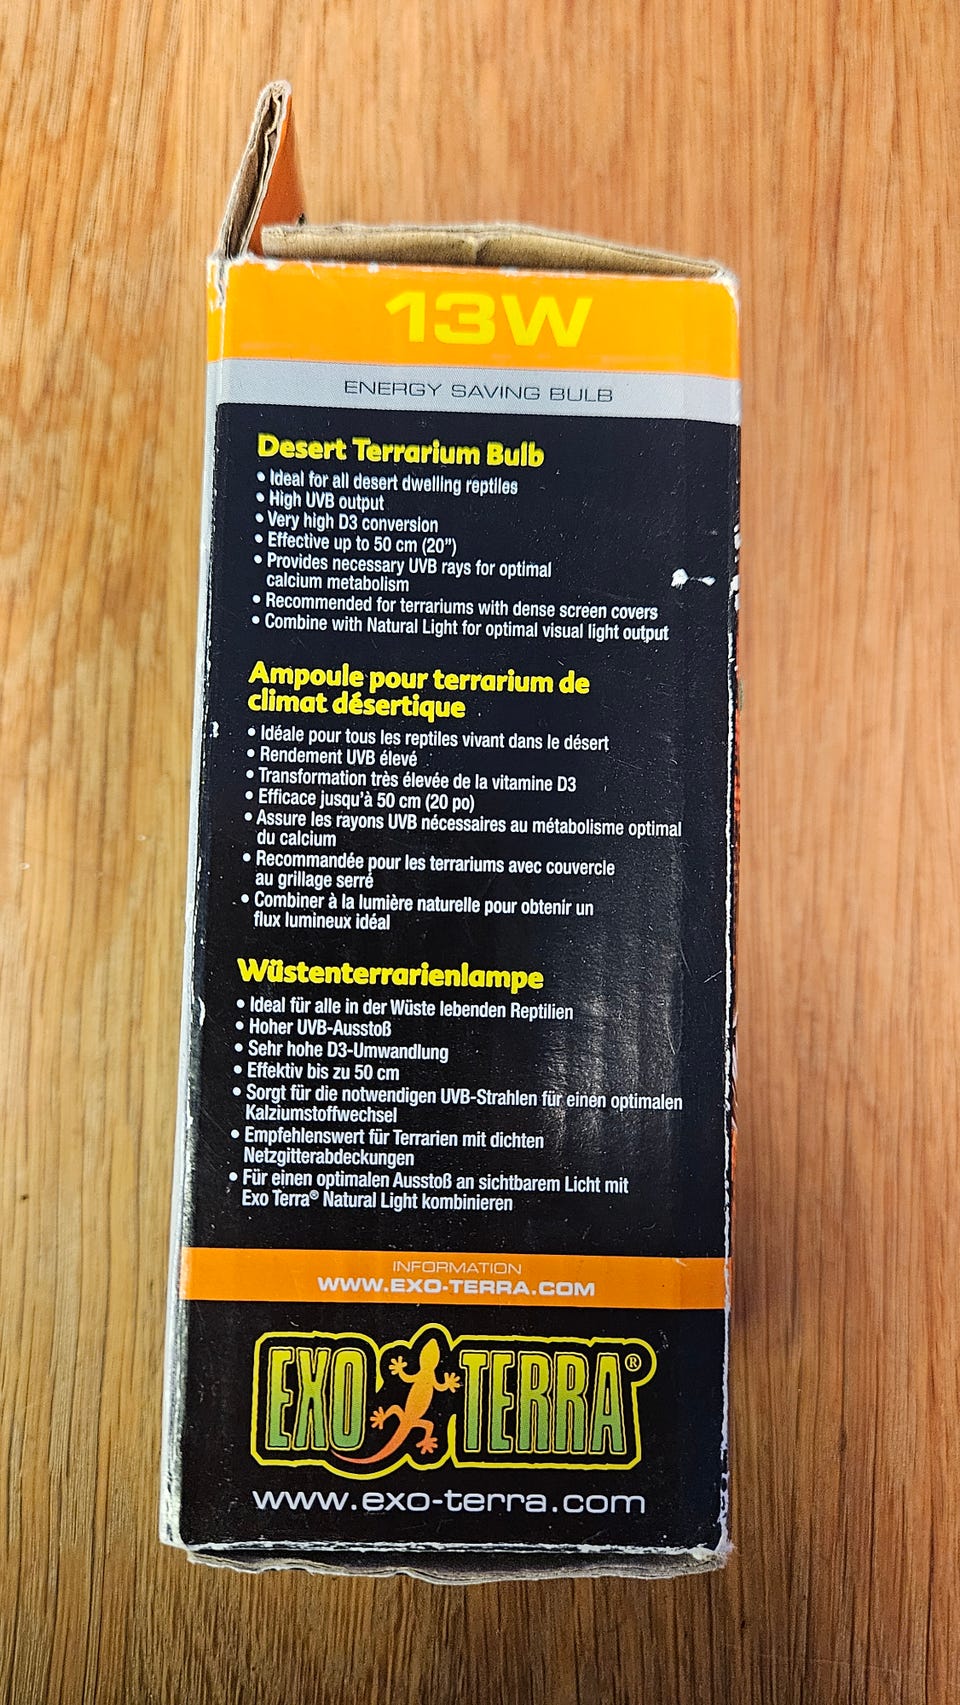 13W
ENERGY SAVING BULB
Desert Terrarium Bulb
• Ideal for all desert dwelling reptiles
• High UVB output
• Very high D3 conversion
• Effective up to 50 cm (20”)
• Provides necessary UVB rays for optimal
calcium metabolism
• Recommended for terrariums with dense screen covers
• Combine with Natural Light for optimal visual light output
Ampoule pour terrarium de
climat désertique
• Idéale pour tous les reptiles vivant dans le désert
• Rendement UVB élevé
• Transformation très élevée de la vitamine D3
• Efficace jusqu’à 50 cm (20 po)
• Assure les rayons UVB nécessaires au métabolisme optimal
du calcium
• Recommandée pour les terrariums avec couvercle
au grillage serré
• Combiner à la lumière naturelle pour obtenir un
flux lumineux idéal
Wüstenterrarienlampe
• Ideal für alle in der Wüste lebenden Reptilien
• Hoher UVB-Ausstoß
• Sehr hohe D3-Umwandlung
• Effektiv bis zu 50 cm
• Sorgt für die notwendigen UVB-Strahlen für einen optimalen
Kalziumstoffwechsel
• Empfehlenswert für Terrarien mit dichten
Netzgitterabdeckungen
• Für einen optimalen Ausstoß an sichtbarem Licht mit
Exo Terra® Natural Light kombinieren
INFORMATION
WWW.EXO-TERRA.COM
EXO TERRA®
www.exo-terra.com